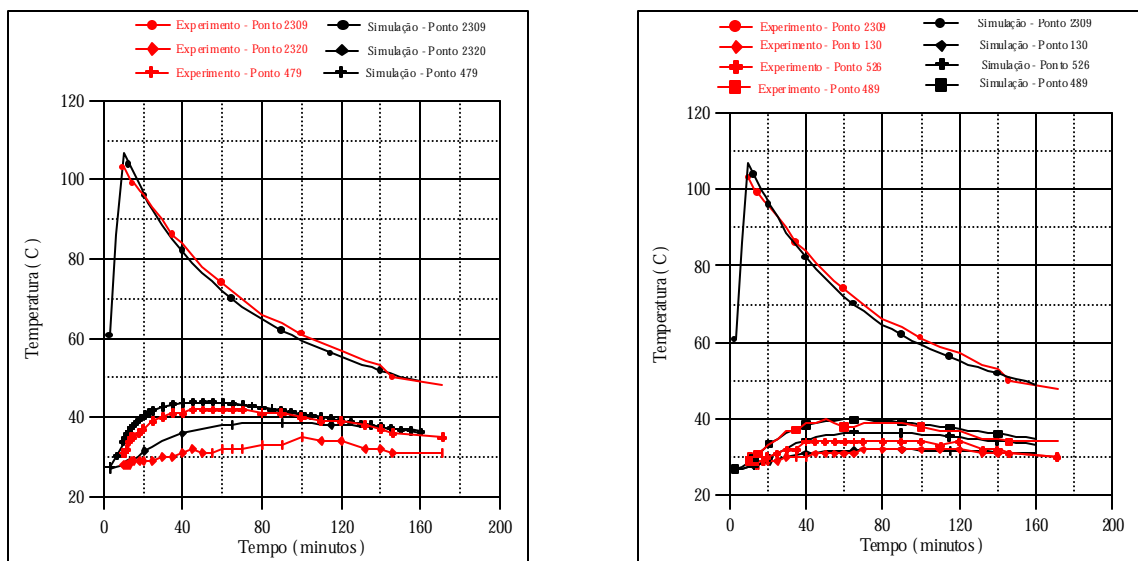 Experimento - Ponto 2309
Simulação - Ponto 2309
Experimento - Ponto 2320
Simulação - Ponto 2320
Experimento - Ponto 479
Simulação - Ponto 479
120
100
80
60
40
20
Temperatura ( C )
0 40 80 120 160 200
Tempo ( minutos )
Experimento - Ponto 2309
Simulação - Ponto 2309
Experimento - Ponto 130
Simulação - Ponto 130
Experimento - Ponto 526
Simulação - Ponto 526
Experimento - Ponto 489
Simulação - Ponto 489
120
100
80
60
40
20
Temperatura ( C )
0 40 80 120 160 200
Tempo ( minutos )